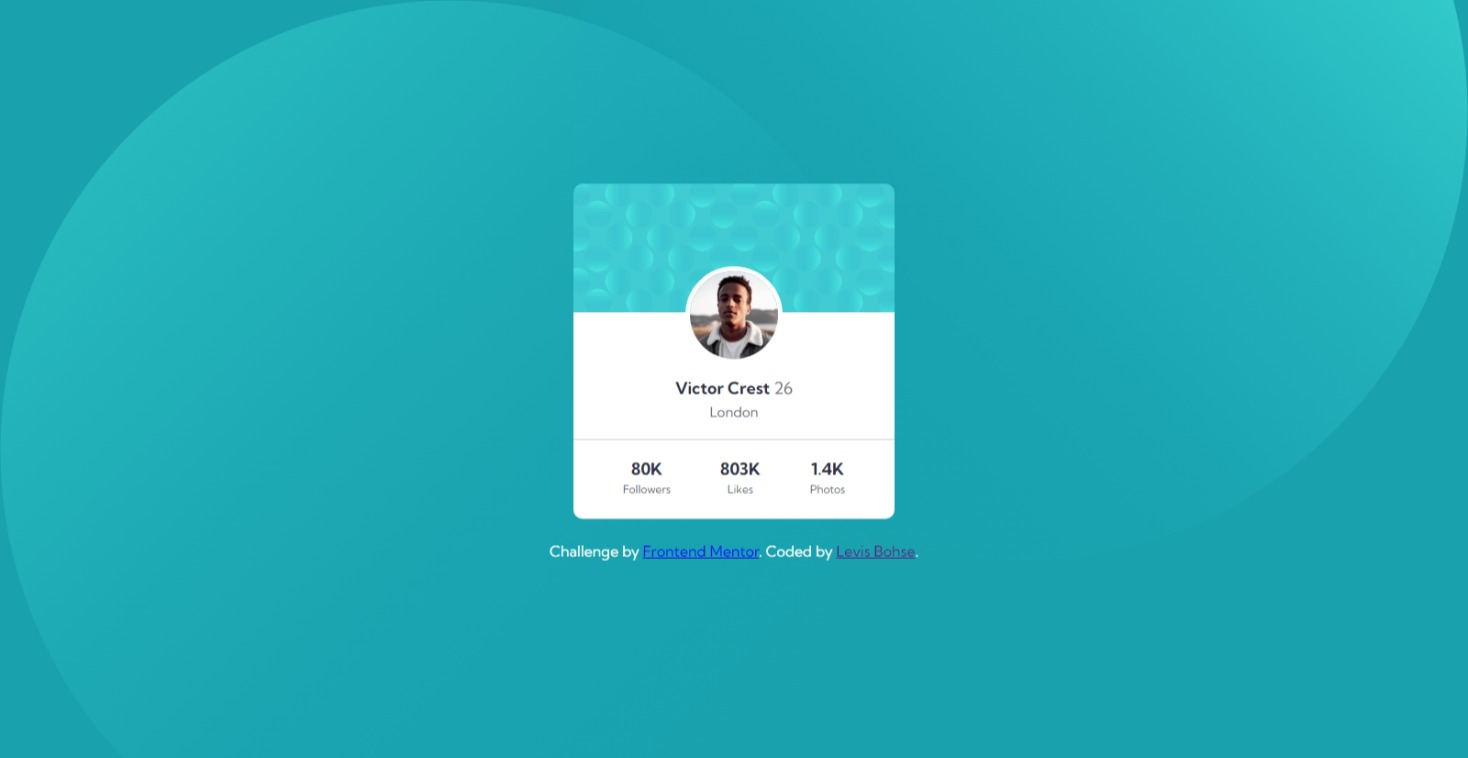 Victor Crest 26
London
80K 803K 1.4K
Followers Likes Photos
Challenge by Frontend Mentor. Coded by Levis Bohse.